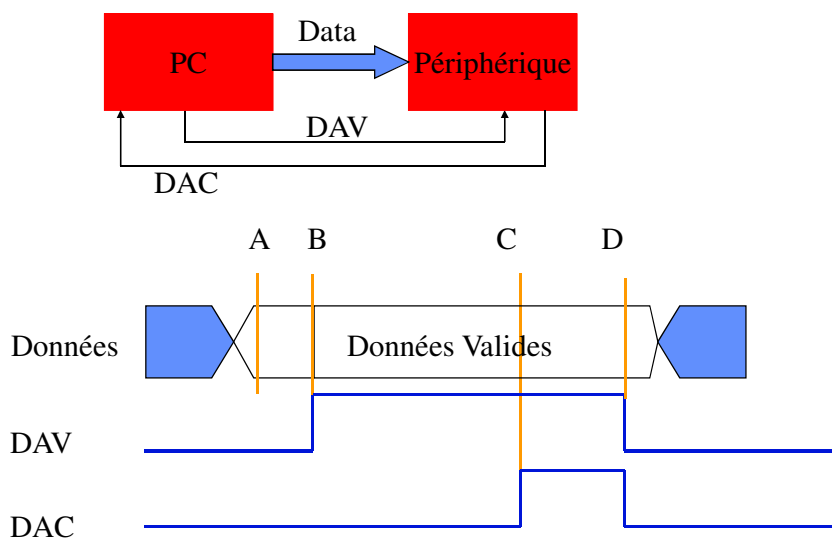 Data
PC
Périphérique
DAV
DAC
A B C D
Données
Données Valides
DAV
DAC